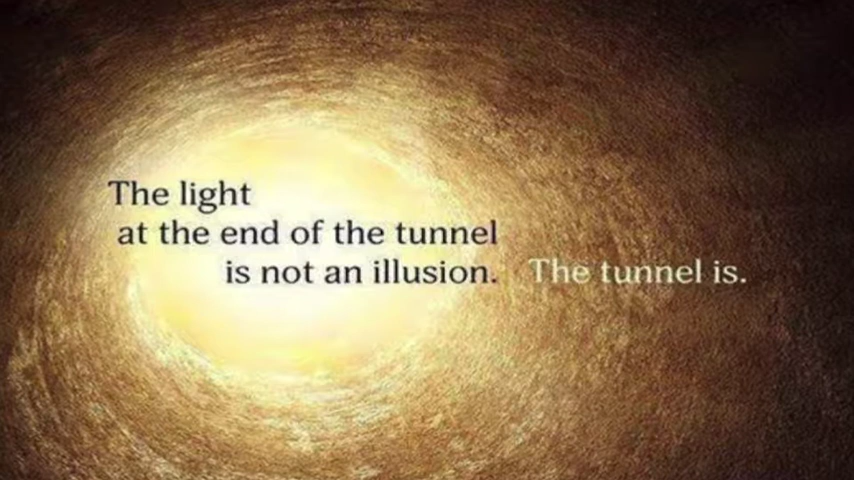 The light
at the end of the tunnel
is not an illusion. The tunnel is.